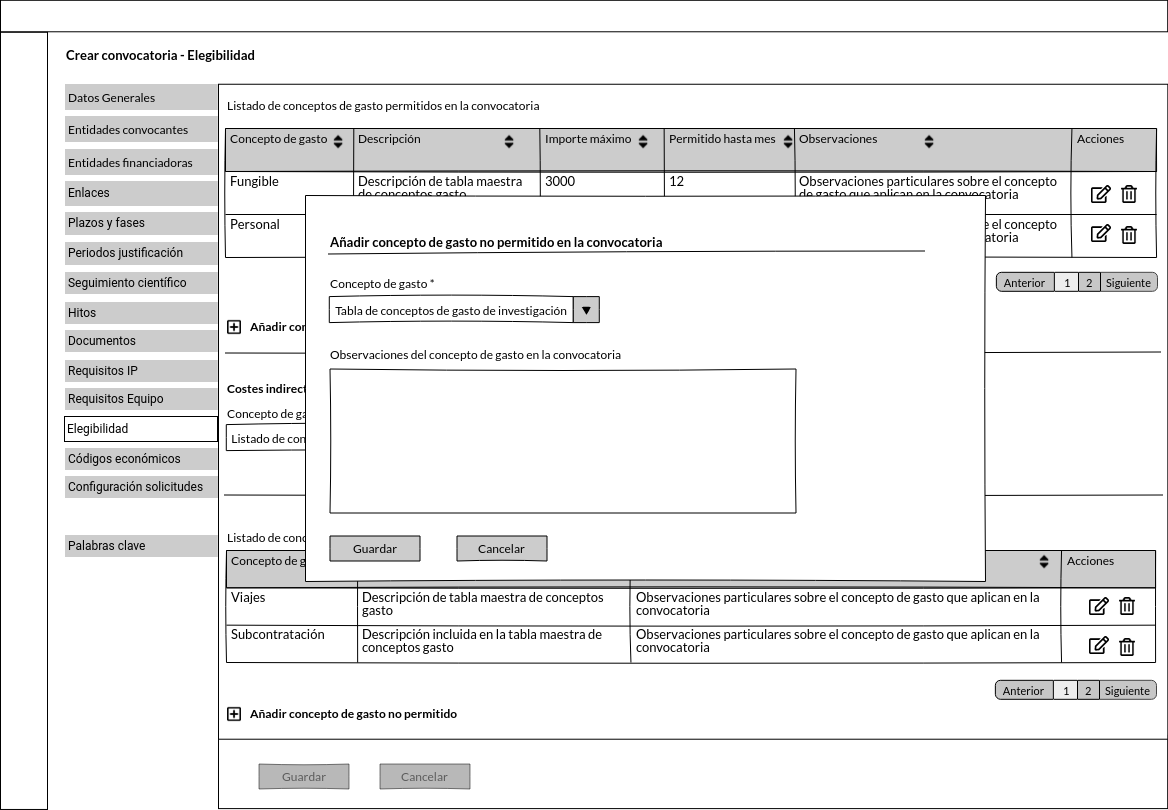 Crear convocatoria - Elegibilidad
Datos Generales
Entidades convocantes
Entidades financiadoras
Enlaces
Plazos y fases
Periodos justificación
Seguimiento científico
Hitos
Documentos
Requisitos IP
Requisitos Equipo
Elegibilidad
Códigos económicos
Configuración solicitudes
Palabras clave
Listado de conceptos de gasto permitidos en la convocatoria
Concepto de gasto Descripción Importe máximo Permitido hasta mes Observaciones Acciones
Fungible Descripción de tabla maestra 3000 12 Observaciones particulares sobre el concepto
de conceptos gasto de gasto que aplican en la convocatoria
Personal e el concepto
atoria
Anterior 1 2 Siguiente
Añadir con
Costes indirect
Concepto de ga
Listado de con
Añadir concepto de gasto no permitido en la convocatoria
Concepto de gasto *
Tabla de conceptos de gasto de investigación
Observaciones del concepto de gasto en la convocatoria
Guardar Cancelar
Listado de conc
Concepto de g Acciones
Viajes Descripción de tabla maestra de conceptos Observaciones particulares sobre el concepto de gasto que aplican en la
gasto convocatoria
Subcontratación Descripción incluida en la tabla maestra de Observaciones particulares sobre el concepto de gasto que aplican en la
conceptos gasto convocatoria
Anterior 1 2 Siguiente
Añadir concepto de gasto no permitido
Guardar Cancelar